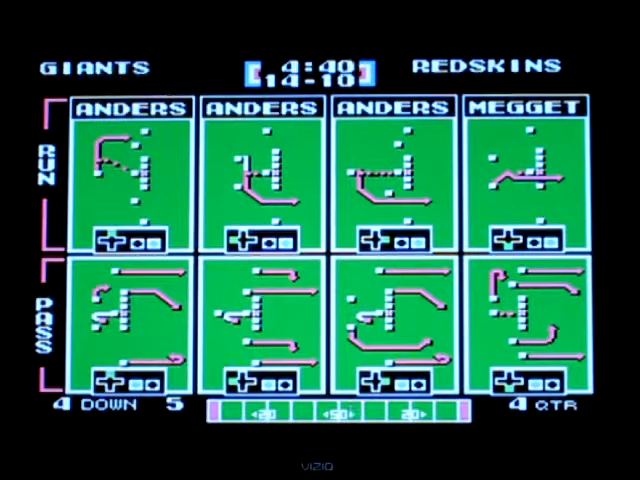 GIANTS 4:40 REDSKINS
14-10
ANDERS ANDERS ANDERS MEGGET
RUN
PASS
4 DOWN 5 4 QTR
◄20 ◄50► 20►
VIZIO